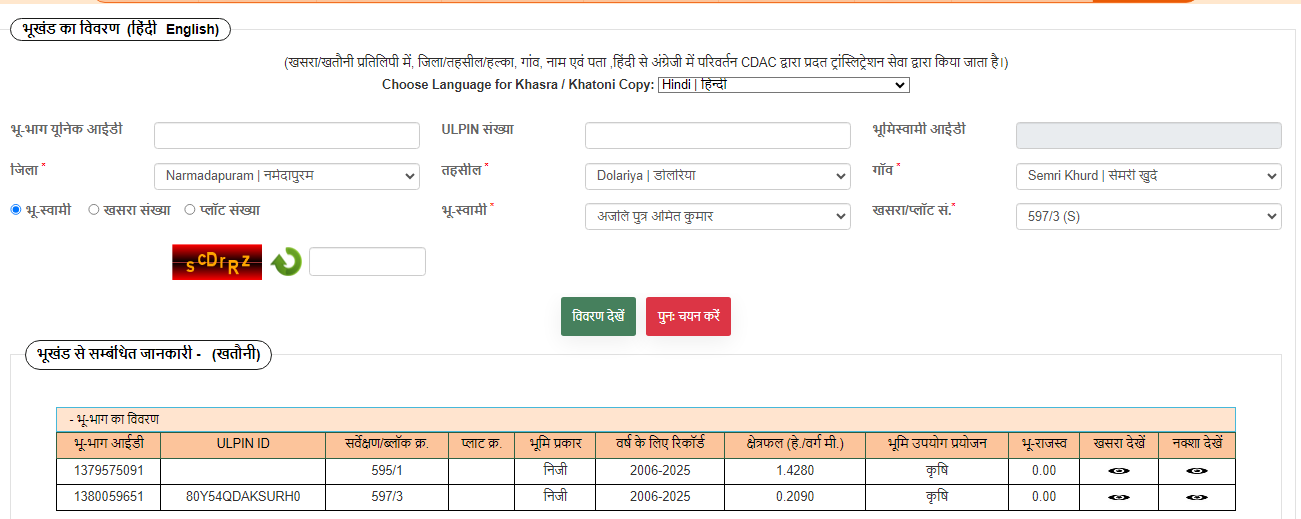 भूखंड का विवरण (हिंदी English)
(खसरा/खतौनी प्रतिलिपी में, जिला/तहसील/हल्का, गांव, नाम एवं पता ,हिंदी से अंग्रेजी में परिवर्तन CDAC द्वारा प्रदत ट्रांस्लिट्रेशन सेवा द्वारा किया जाता है।)
Choose Language for Khasra / Khatoni Copy: Hindi | हिन्दी
भू-भाग यूनिक आईडी ULPIN संख्या भूमिस्वामी आईडी
जिला * Narmadapuram | नर्मदापुरम तहसील * Dolariya | डोलरिया गाँव * Semri Khurd | सेमरी खुर्द
भू-स्वामी खसरा संख्या प्लॉट संख्या भू-स्वामी * अजंलि पुत्र अमित कुमार खसरा/प्लॉट सं.* 597/3 (S)
scDrRz
विवरण देखें पुनः चयन करें
भूखंड से सम्बंधित जानकारी - (खतौनी)
- भू-भाग का विवरण
भू-भाग आईडी ULPIN ID सर्वेक्षण/ब्लॉक क्र. प्लाट क्र. भूमि प्रकार वर्ष के लिए रिकॉर्ड क्षेत्रफल (हे./वर्ग मी.) भूमि उपयोग प्रयोजन भू-राजस्व खसरा देखें नक्शा देखें
1379575091 595/1 निजी 2006-2025 1.4280 कृषि 0.00
1380059651 80Y54QDAKSURH0 597/3 निजी 2006-2025 0.2090 कृषि 0.00